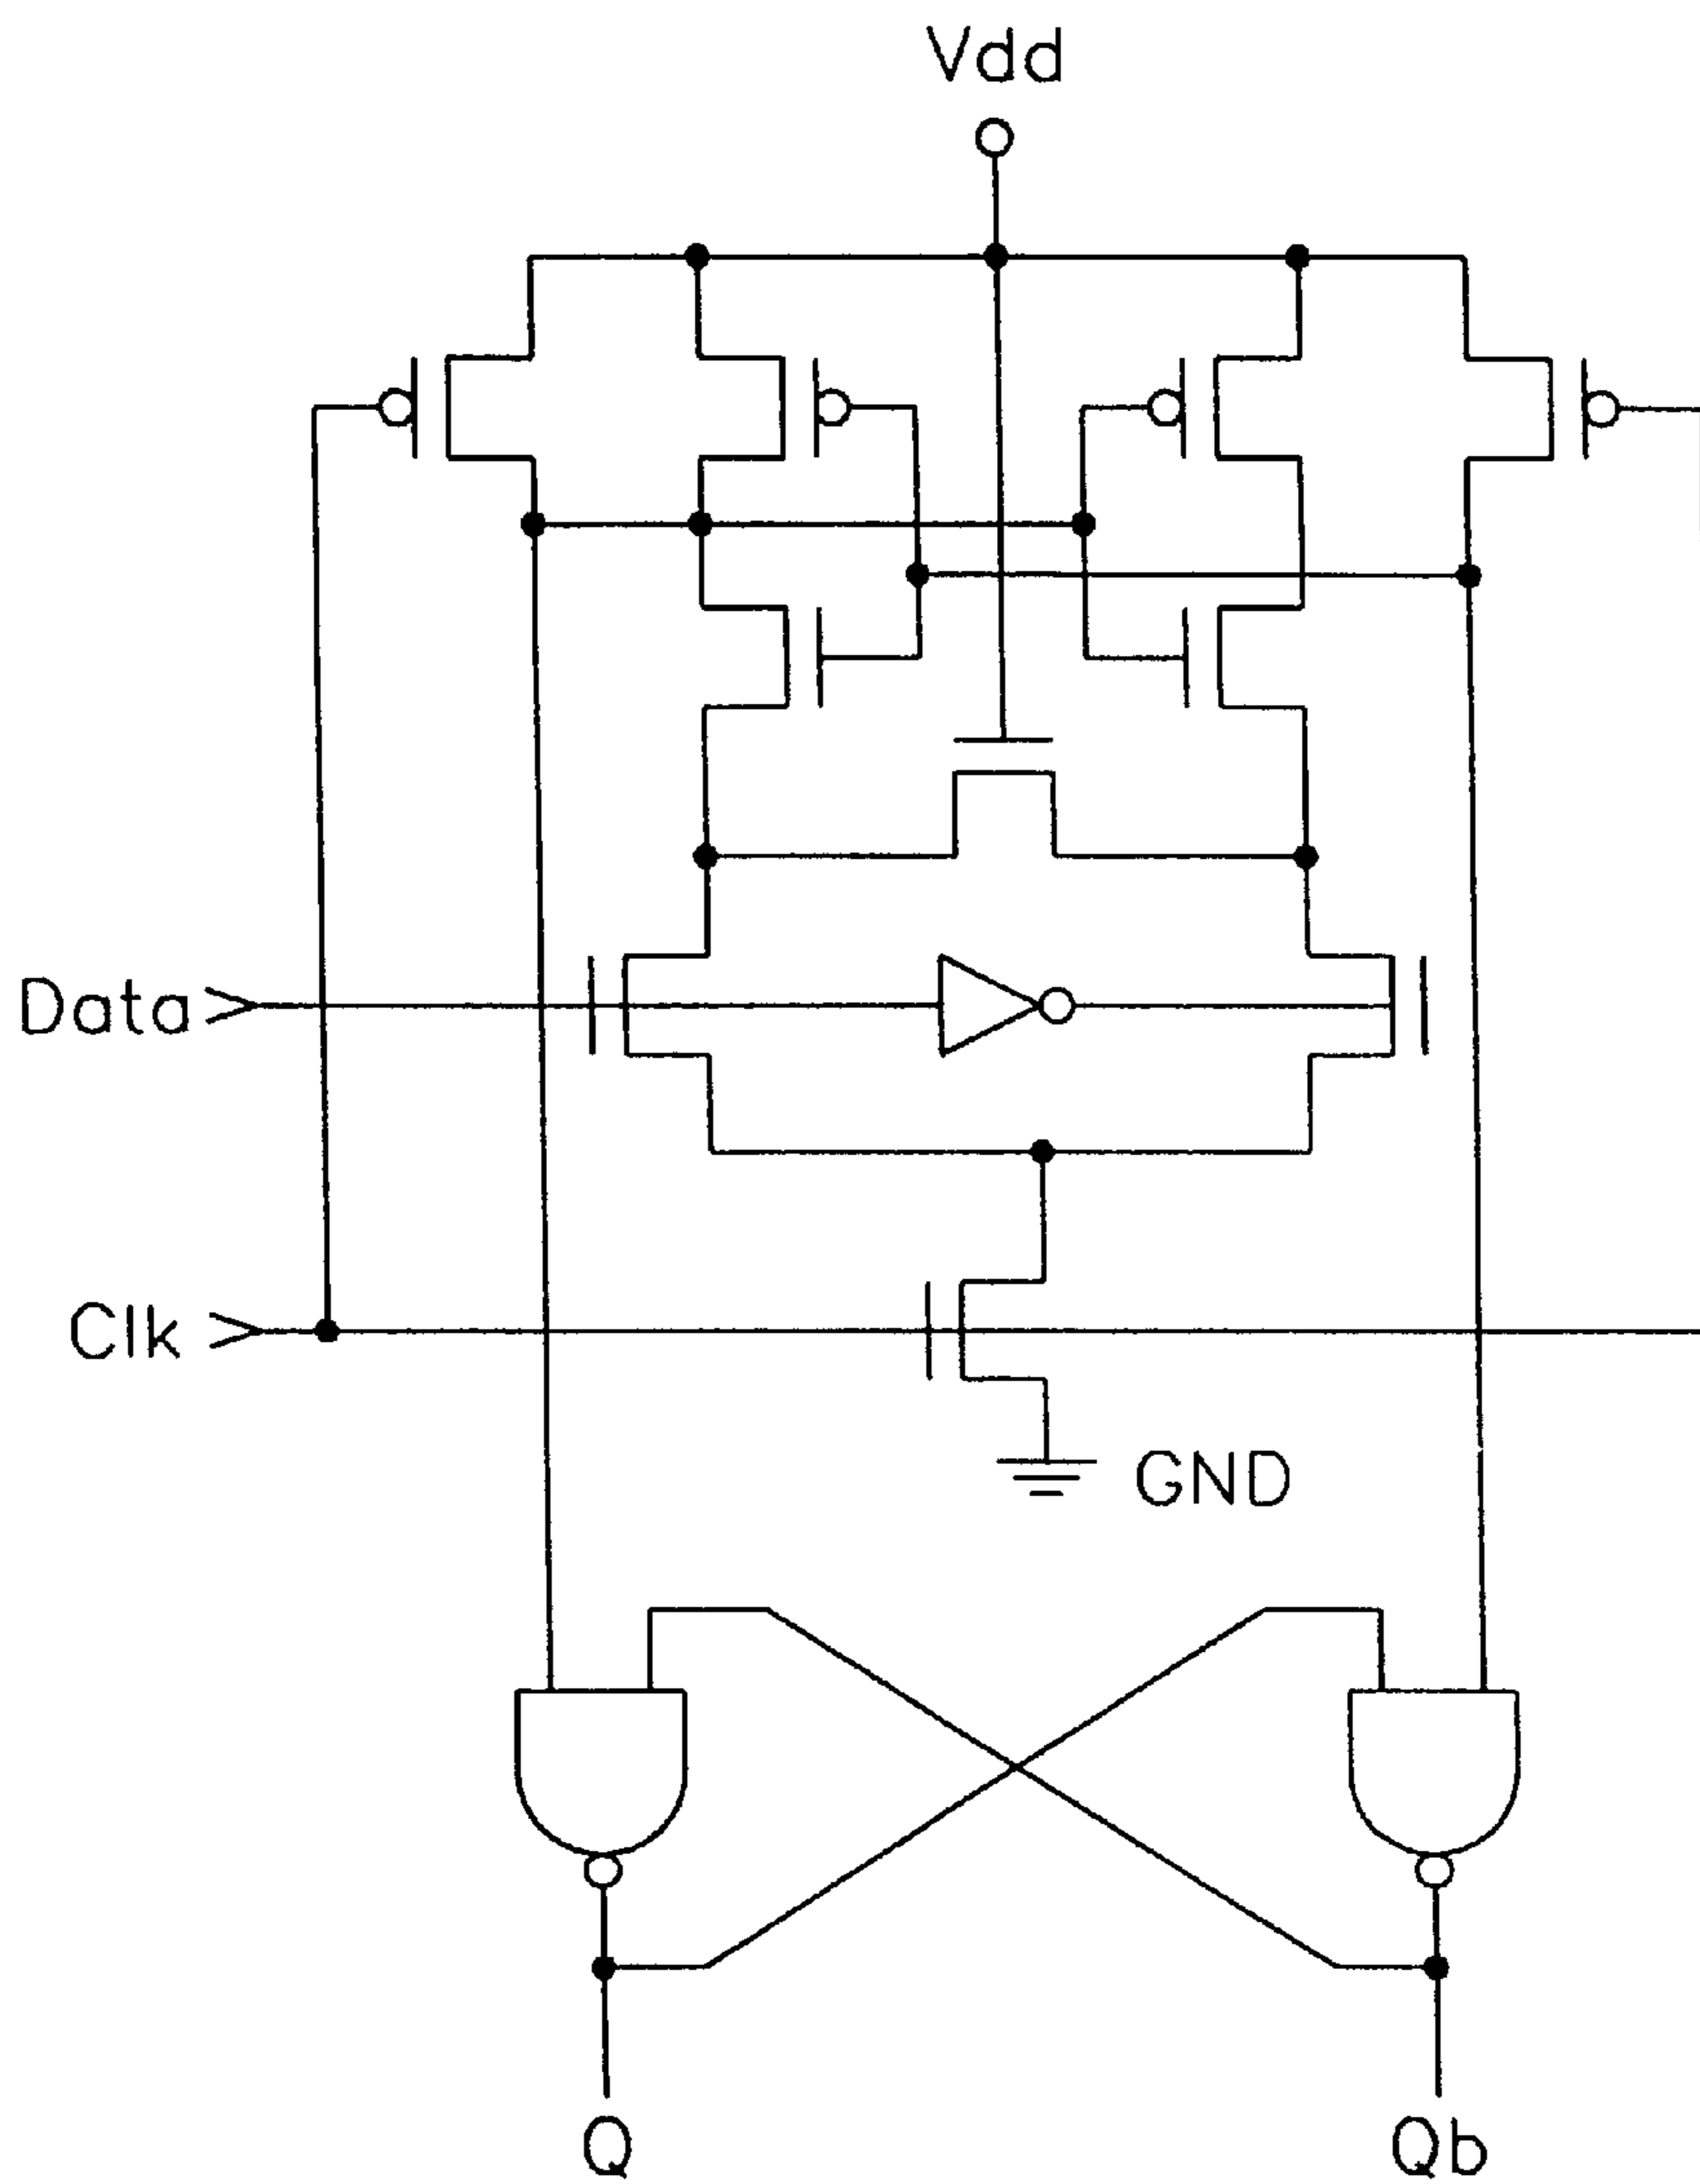 Vdd
Data
Clk
GND
Q
Qb